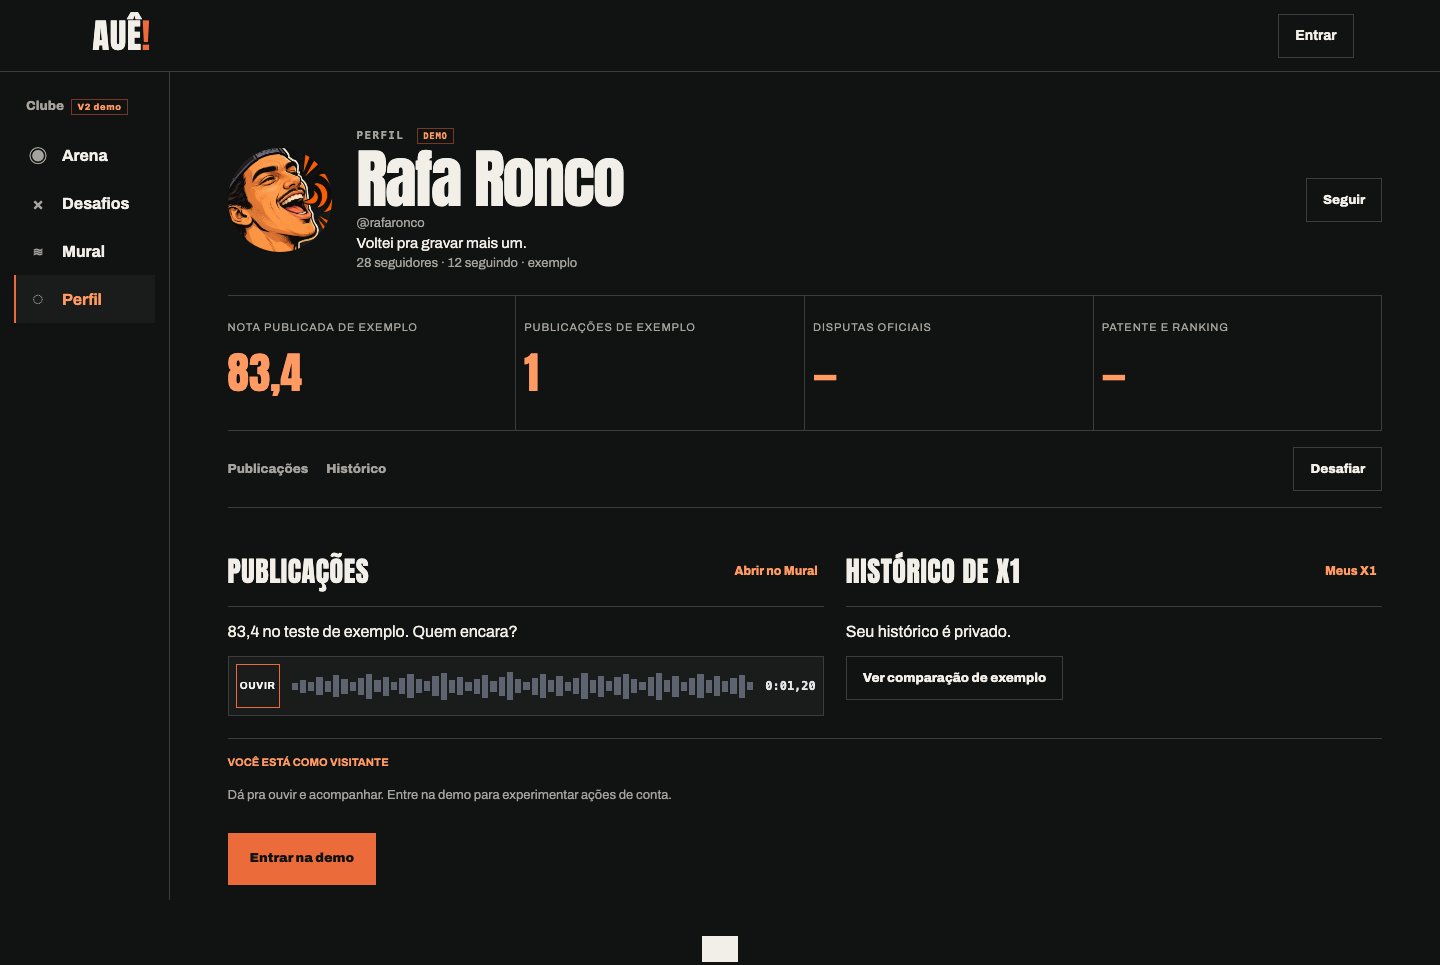 AUÊ!
Entrar
Clube V2 demo
Arena
Desafios
Mural
Perfil
PERFIL DEMO
Rafa Ronco
@rafaronco
Voltei pra gravar mais um.
28 seguidores · 12 seguindo · exemplo
Seguir
NOTA PUBLICADA DE EXEMPLO
83,4
PUBLICAÇÕES DE EXEMPLO
1
DISPUTAS OFICIAIS
—
PATENTE E RANKING
—
Publicações Histórico
Desafiar
PUBLICAÇÕES
Abrir no Mural
83,4 no teste de exemplo. Quem encara?
OUVIR
0:01,20
HISTÓRICO DE X1
Meus X1
Seu histórico é privado.
Ver comparação de exemplo
VOCÊ ESTÁ COMO VISITANTE
Dá pra ouvir e acompanhar. Entre na demo para experimentar ações de conta.
Entrar na demo